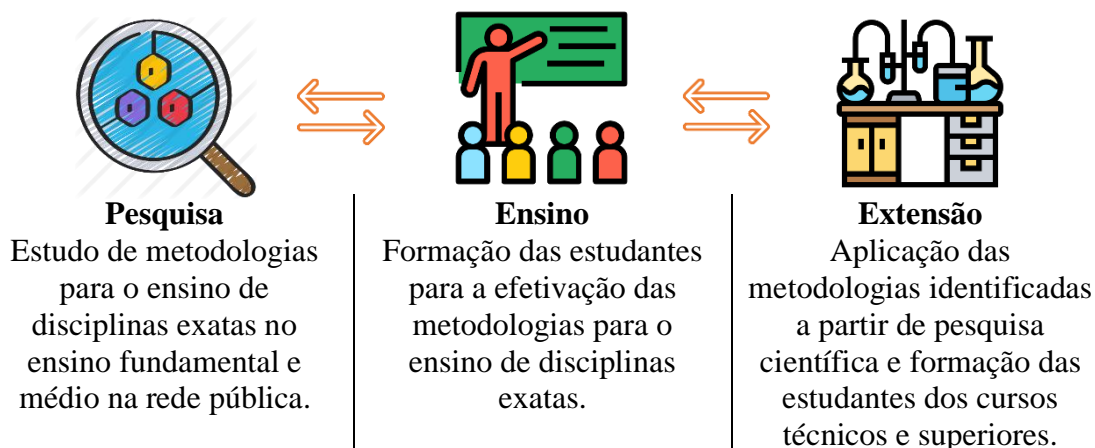 Pesquisa
Estudo de metodologias
para o ensino de
disciplinas exatas no
ensino fundamental e
médio na rede pública.
Ensino
Formação das estudantes
para a efetivação das
metodologias para o
ensino de disciplinas
exatas.
Extensão
Aplicação das
metodologias identificadas
a partir de pesquisa
científica e formação das
estudantes dos cursos
técnicos e superiores.